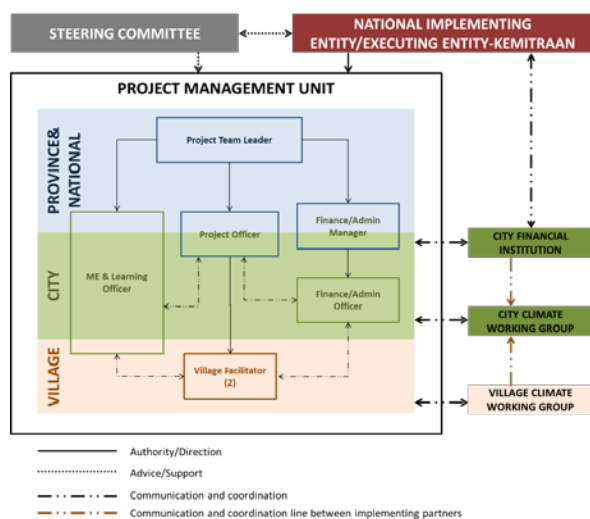 STEERING COMMITTEE
NATIONAL IMPLEMENTING
ENTITY/EXECUTING ENTITY-KEMITRAAN
PROJECT MANAGEMENT UNIT
PROVINCE&
NATIONAL
Project Team Leader
Project Officer
Finance/Admin
Manager
CITY
ME & Learning
Officer
Finance/Admin
Officer
VILLAGE
Village Facilitator
(2)
CITY FINANCIAL
INSTITUTION
CITY CLIMATE
WORKING GROUP
VILLAGE CLIMATE
WORKING GROUP
Authority/Direction
Advice/Support
Communication and coordination
Communication and coordination line between implementing partners